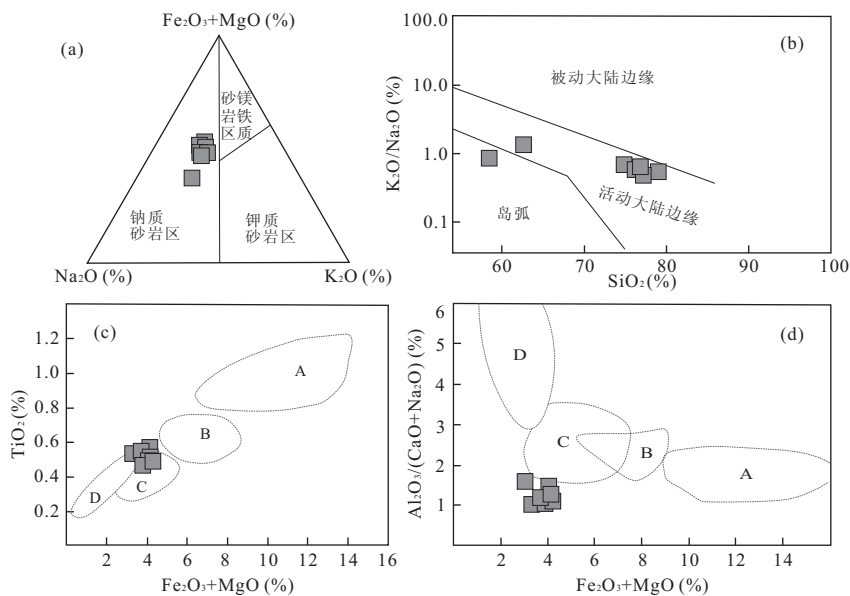 Fe₂O₃+MgO (%)
(a)
砂镁
岩铁
区质
钠质
砂岩区
钾质
砂岩区
Na₂O (%)
K₂O (%)
(b)
K₂O/Na₂O (%)
100.0
10.0
1.0
0.1
被动大陆边缘
活动大陆边缘
岛弧
60
70
80
90
100
SiO₂(%)
(c)
TiO₂(%)
1.2
1.0
0.8
0.6
0.4
0.2
A
B
C
D
2
4
6
8
10
12
14
16
Fe₂O₃+MgO (%)
(d)
Al₂O₃/(CaO+Na₂O) (%)
6
5
4
3
2
1
D
C
B
A
2
4
6
8
10
12
14
Fe₂O₃+MgO (%)